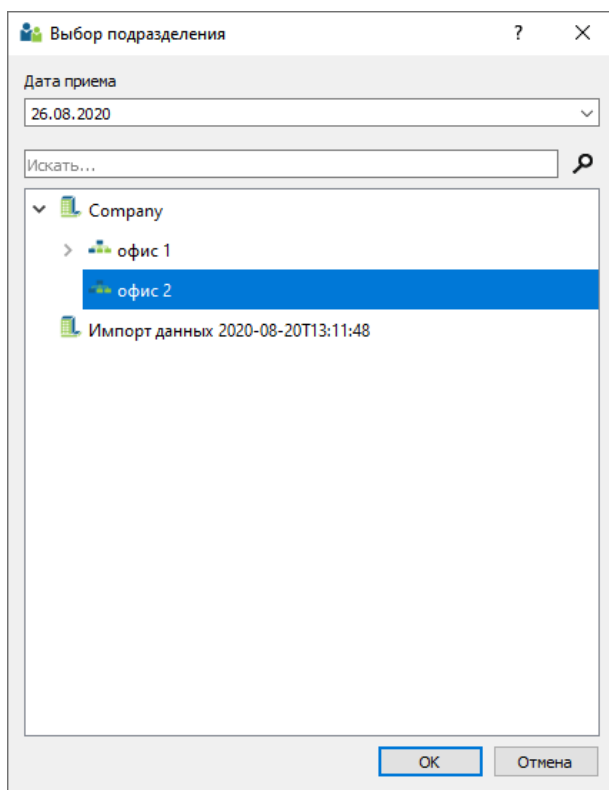 Выбор подразделения
Дата приема
26.08.2020
Искать...
Company
офис 1
офис 2
Импорт данных 2020-08-20T13:11:48
OK Отмена